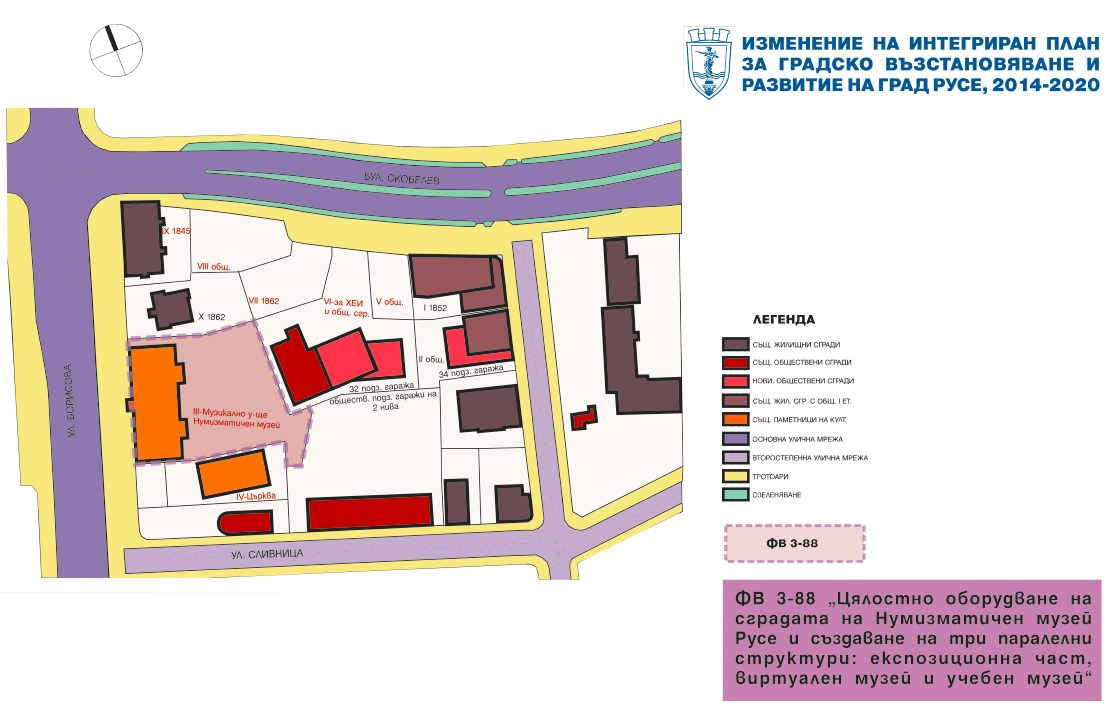 ИЗМЕНЕНИЕ НА ИНТЕГРИРАН ПЛАН
ЗА ГРАДСКО ВЪЗСТАНОВЯВАНЕ И
РАЗВИТИЕ НА ГРАД РУСЕ, 2014-2020
БУЛ. СКОБЕЛЕВ
IX 1845
VIII общ.
VII 1862
VI-за ХЕИ
и общ. сгр.
V общ.
I 1852
X 1862
II общ.
34 подз. гаража
32 подз. гаража
обществ. подз. гаражи на
2 нива
III-Музикално у-ще
Нумизматичен музей
IV-Църква
УЛ. БОРИСОВА
УЛ. СЛИВНИЦА
ЛЕГЕНДА
СЪЩ. ЖИЛИЩНИ СГРАДИ
СЪЩ. ОБЩЕСТВЕНИ СГРАДИ
НОВИ. ОБЩЕСТВЕНИ СГРАДИ
СЪЩ. ЖИЛ. СГР. С ОБЩ. I ЕТ.
СЪЩ. ПАМЕТНИЦИ НА КУЛТ.
ОСНОВНА УЛИЧНА МРЕЖА
ВТОРОСТЕПЕННА УЛИЧНА МРЕЖА
ТРОТОАРИ
ОЗЕЛЕНЯВАНЕ
ФВ 3-88
ФВ 3-88 „Цялостно оборудване на
сградата на Нумизматичен музей
Русе и създаване на три паралелни
структури: експозиционна част,
виртуален музей и учебен музей“